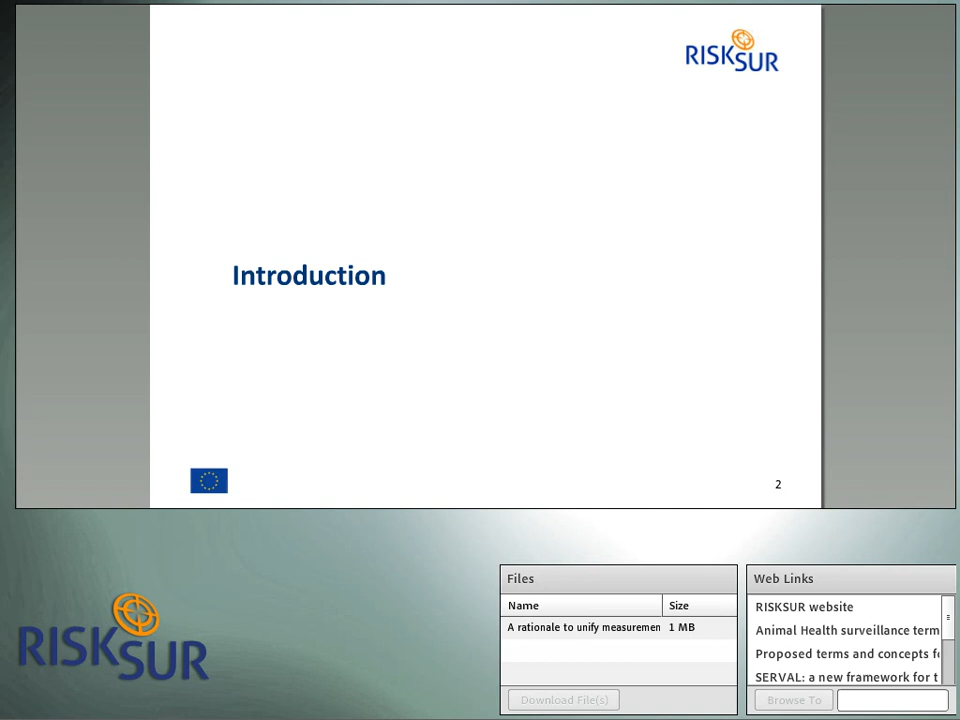 RISKSUR
Introduction
2
RISKSUR
Files
Name Size
A rationale to unify measuremen 1 MB
Download File(s)
Web Links
RISKSUR website
Animal Health surveillance term
Proposed terms and concepts fo
SERVAL: a new framework for t
Browse To